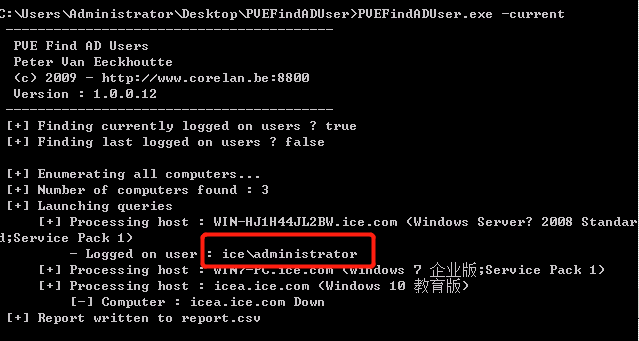 C:\Users\Administrator\Desktop\PVEFindADUser>PVEFindADUser.exe -current
-----------------------------------------
PVE Find AD Users
Peter Van Eeckhoutte
(c) 2009 - http://www.corelan.be:8800
Version : 1.0.0.12
-----------------------------------------
[+] Finding currently logged on users ? true
[+] Finding last logged on users ? false
[+] Enumerating all computers...
[+] Number of computers found : 3
[+] Launching queries
[+] Processing host : WIN-HJ1H44JL2BW.ice.com (Windows Server? 2008 Standar
d;Service Pack 1)
- Logged on user : ice\administrator
[+] Processing host : WIN7-PC.ice.com (Windows 7 企业版;Service Pack 1)
[+] Processing host : icea.ice.com (Windows 10 教育版)
[-] Computer : icea.ice.com Down
[+] Report written to report.csv